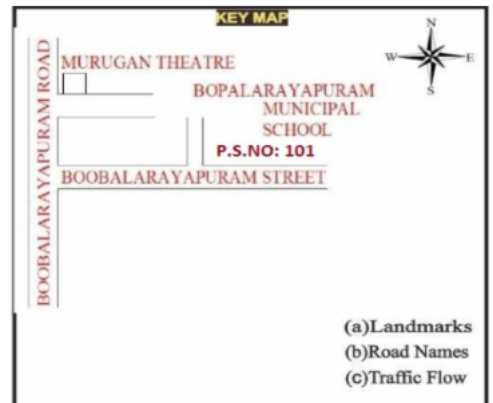 KEY MAP
N
W E
S
MURUGAN THEATRE
BOPALARAYAPURAM
MUNICIPAL
SCHOOL
P.S.NO: 101
BOOBALARAYAPURAM STREET
BOOBALARAYAPURAM ROAD
(a)Landmarks
(b)Road Names
(c)Traffic Flow